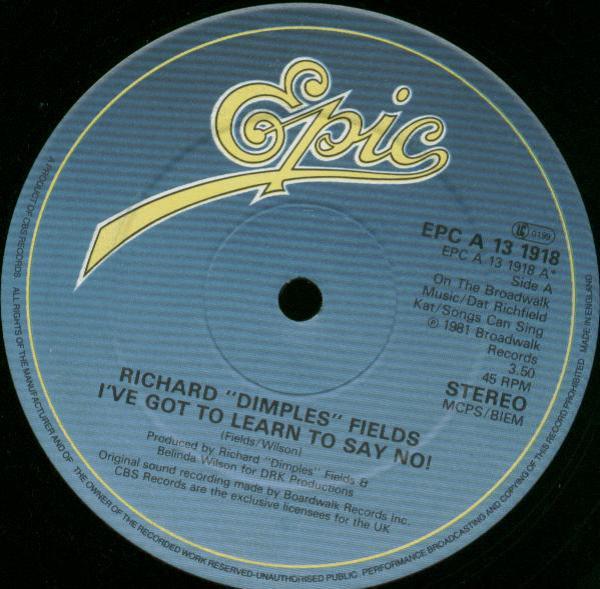 Epic
EPC A 13 1918
LC 0199
EPC A 13 1918 A*
Side A
On The Broadwalk
Music/Dat Richfield
Kat/Songs Can Sing
℗ 1981 Broadwalk
Records
3.50
45 RPM
STEREO
MCPS/BIEM
RICHARD "DIMPLES" FIELDS
I'VE GOT TO LEARN TO SAY NO!
(Fields/Wilson)
Produced by Richard "Dimples" Fields &
Belinda Wilson for DRK Productions
Original sound recording made by Boardwalk Records inc.
CBS Records are the exclusive licensees for the UK
A PRODUCT OF CBS RECORDS. ALL RIGHTS OF THE MANUFACTURER AND OF THE OWNER OF THE RECORDED WORK RESERVED-UNAUTHORISED PUBLIC PERFORMANCE BROADCASTING AND COPYING OF THIS RECORD PROHIBITED MADE IN ENGLAND